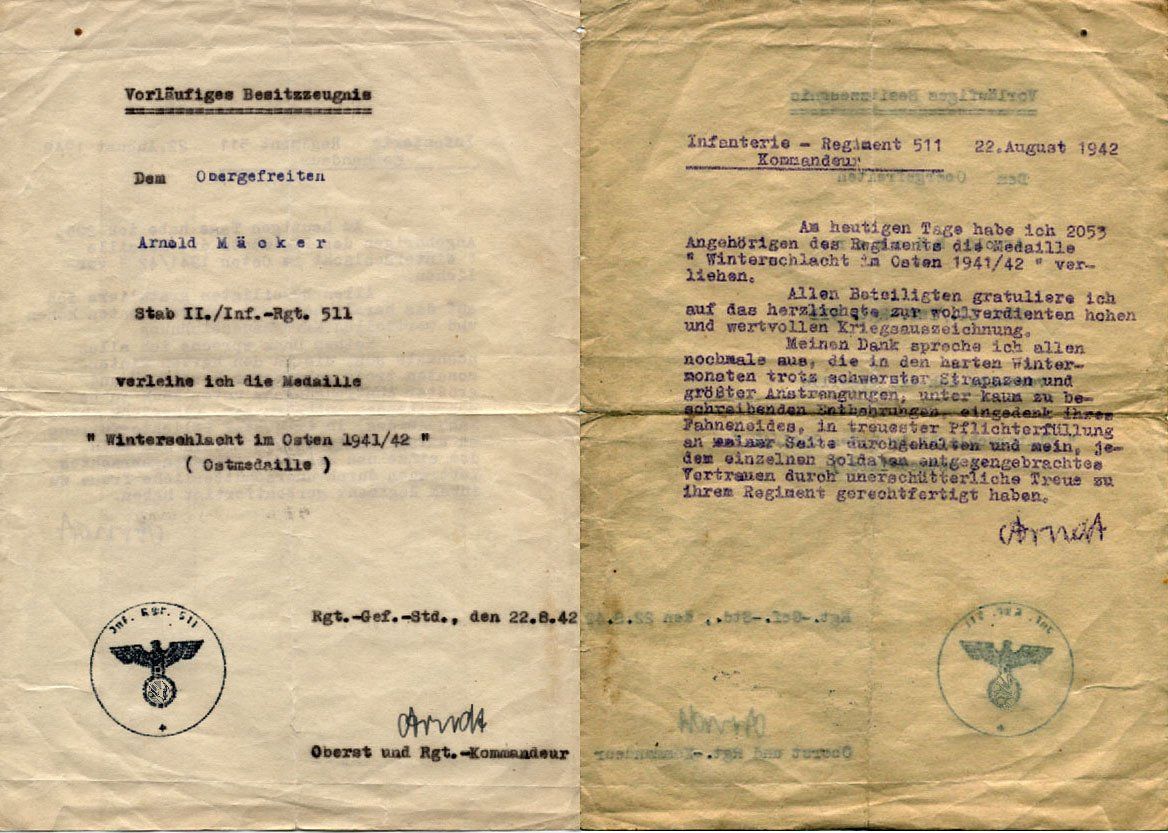 Vorläufiges Besitzzeugnis
Dem Obergefreiten
Arnold Mäcker
Stab II./Inf.-Rgt. 511
verleihe ich die Medaille
" Winterschlacht im Osten 1941/42 "
( Ostmedaille )
Rgt.-Gef.-Std., den 22.8.42
Inf. Rgt. 511
Arndt
Oberst und Rgt.-Kommandeur
Infanterie - Regiment 511 22.August 1942
Kommandeur
Am heutigen Tage habe ich 2053
Angehörigen des Regiments die Medaille
" Winterschlacht im Osten 1941/42 " ver-
liehen.
Allen Beteiligten gratuliere ich
auf das herzlichste zur wohlverdienten hohen
und wertvollen Kriegsauszeichnung.
Meinen Dank spreche ich allen
nochmals aus, die in den harten Winter-
monaten trotz schwerster Strapazen und
größter Anstrangungen, unter kaum zu be-
schreibenden Entbehrungen, eingedenk ihres
Fahneneides, in treuester Pflichterfüllung
an meiner Seite durchgehalten und mein, je-
dem einzelnen Soldaten entgegengebrachtes
Vertrauen durch unerschütterliche Treue zu
ihrem Regiment gerechtfertigt haben.
Arndt